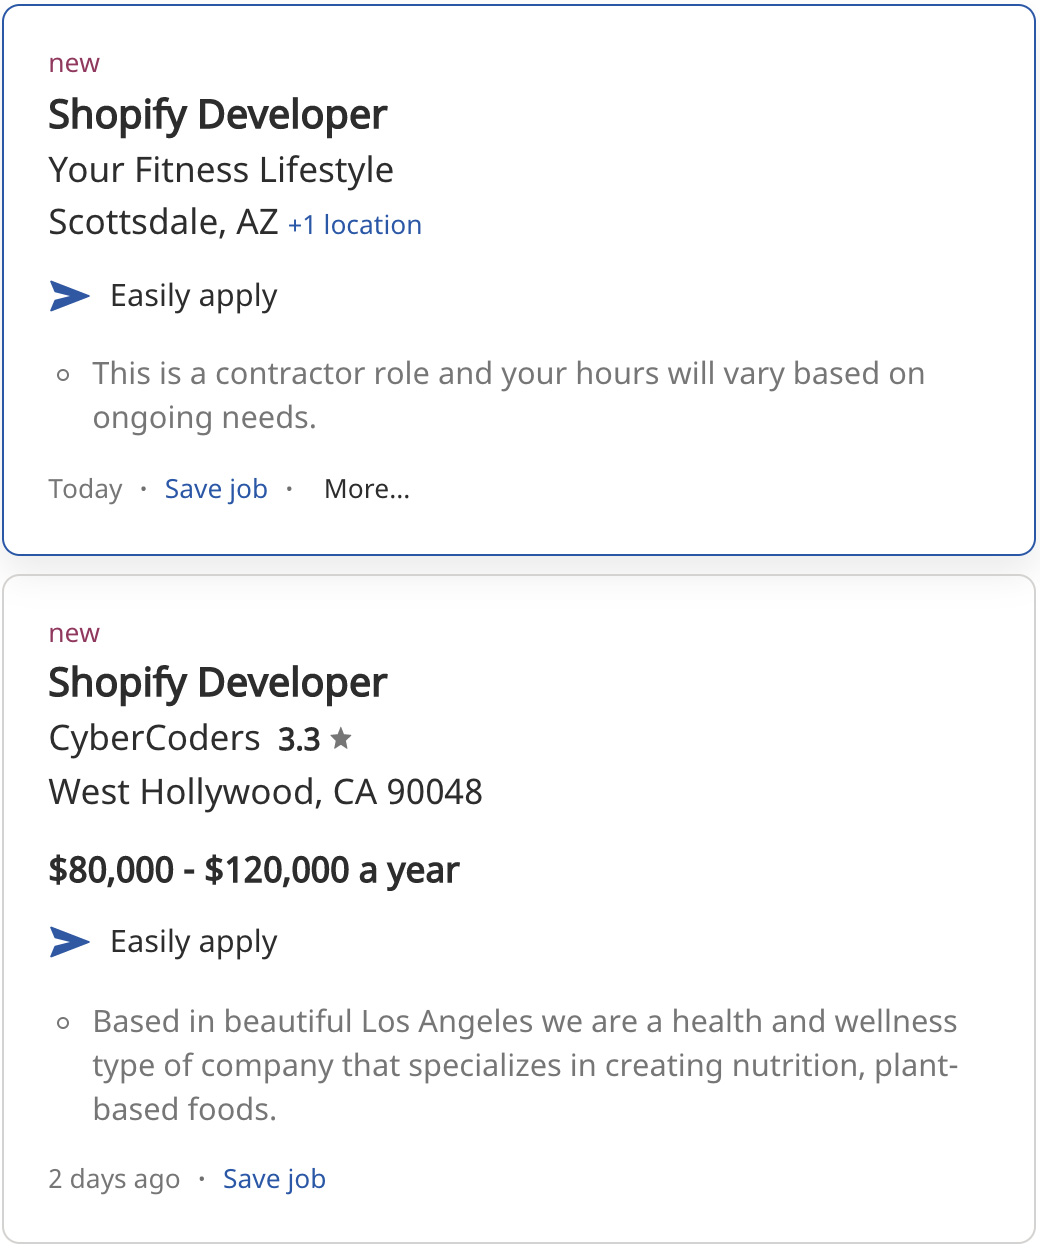 new
Shopify Developer
Your Fitness Lifestyle
Scottsdale, AZ +1 location
Easily apply
This is a contractor role and your hours will vary based on
ongoing needs.
Today · Save job · More...
new
Shopify Developer
CyberCoders 3.3 ★
West Hollywood, CA 90048
$80,000 - $120,000 a year
Easily apply
Based in beautiful Los Angeles we are a health and wellness
type of company that specializes in creating nutrition, plant-
based foods.
2 days ago · Save job